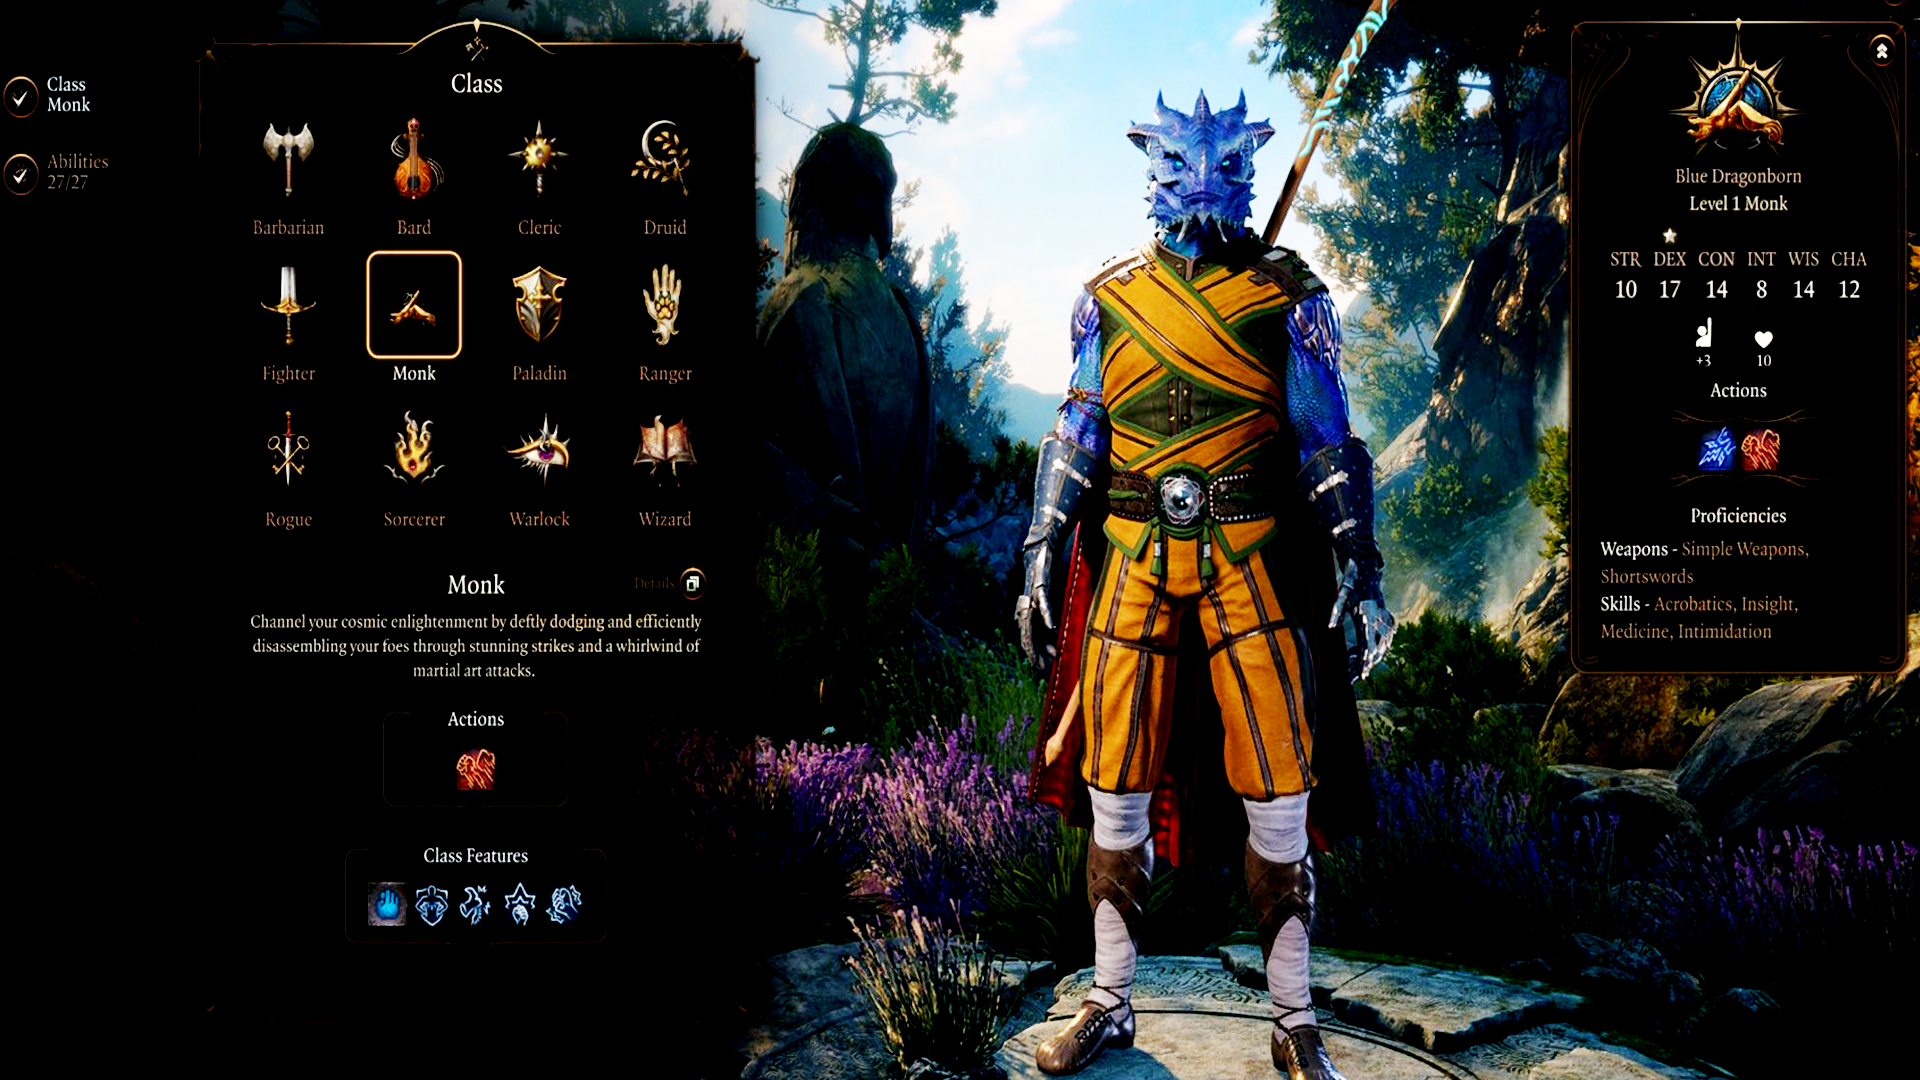 Class
Monk
Abilities
27/27
Class
Barbarian
Bard
Cleric
Druid
Fighter
Monk
Paladin
Ranger
Rogue
Sorcerer
Warlock
Wizard
Monk
Details
Channel your cosmic enlightenment by deftly dodging and efficiently
disassembling your foes through stunning strikes and a whirlwind of
martial art attacks.
Actions
Class Features
Blue Dragonborn
Level 1 Monk
STR DEX CON INT WIS CHA
10 17 14 8 14 12
+3 10
Actions
Proficiencies
Weapons - Simple Weapons,
Shortswords
Skills - Acrobatics, Insight,
Medicine, Intimidation